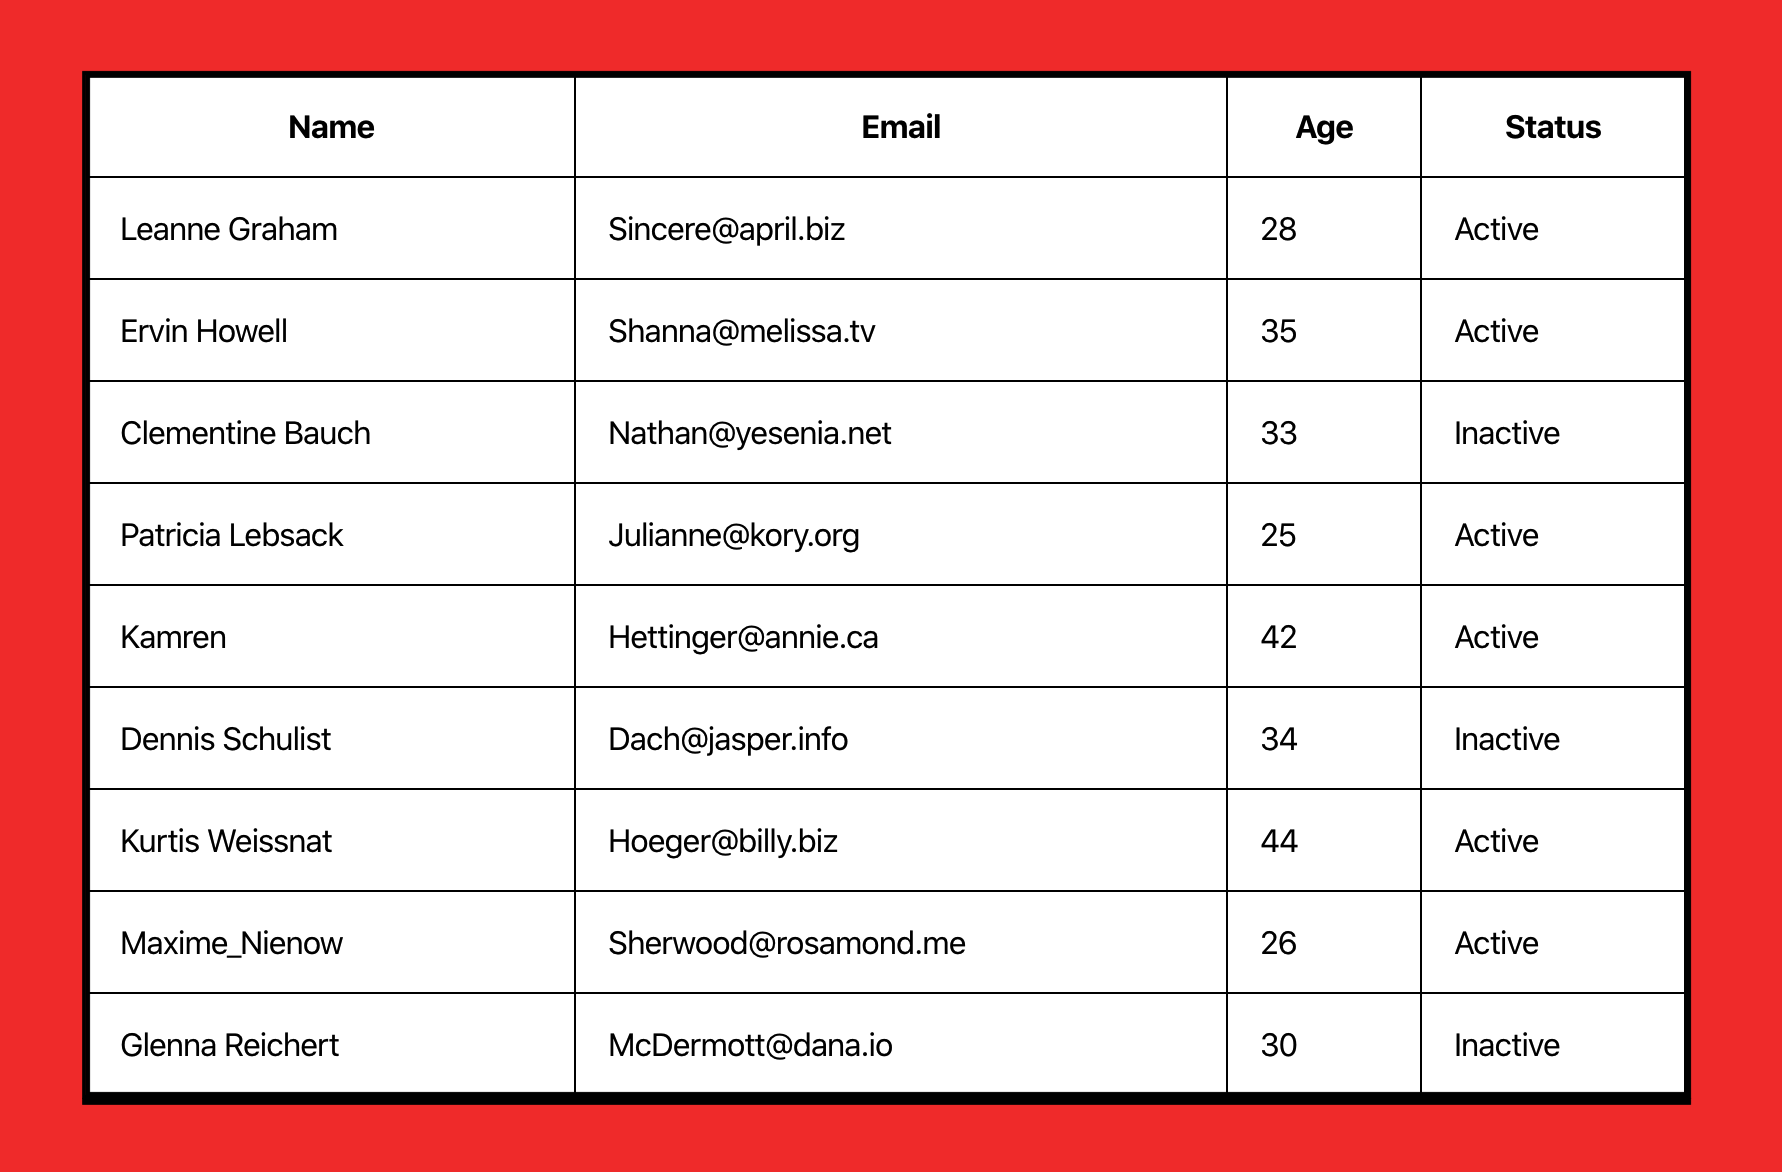 Name Email Age Status
Leanne Graham Sincere@april.biz 28 Active
Ervin Howell Shanna@melissa.tv 35 Active
Clementine Bauch Nathan@yesenia.net 33 Inactive
Patricia Lebsack Julianne@kory.org 25 Active
Kamren Hettinger@annie.ca 42 Active
Dennis Schulist Dach@jasper.info 34 Inactive
Kurtis Weissnat Hoeger@billy.biz 44 Active
Maxime_Nienow Sherwood@rosamond.me 26 Active
Glenna Reichert McDermott@dana.io 30 Inactive